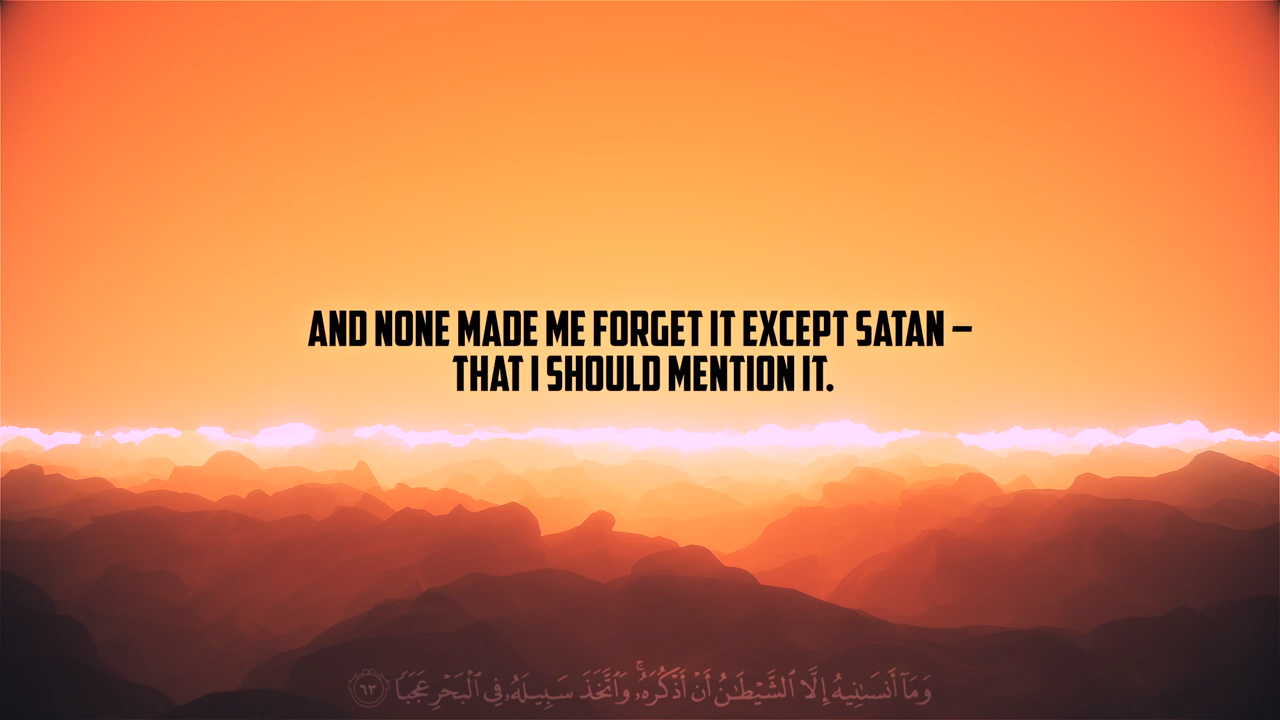 AND NONE MADE ME FORGET IT EXCEPT SATAN –
THAT I SHOULD MENTION IT.
وَمَآ أَنسَىٰنِيهُ إِلَّا ٱلشَّيْطَٰنُ أَنْ أَذْكُرَهُۥۚ وَٱتَّخَذَ سَبِيلَهُۥ فِى ٱلْبَحْرِ عَجَبًا ٦٣